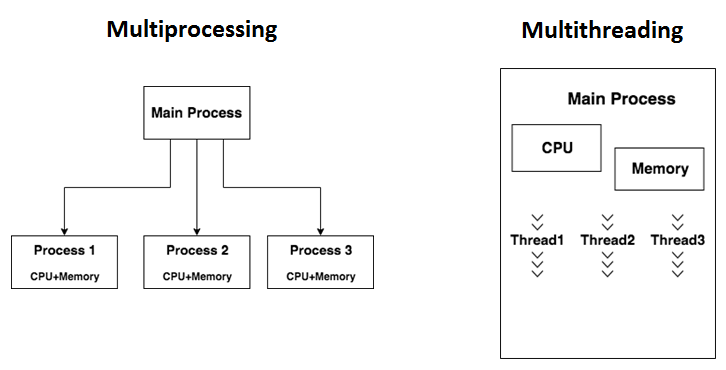 Multiprocessing
Main Process
Process 1
CPU+Memory
Process 2
CPU+Memory
Process 3
CPU+Memory
Multithreading
Main Process
CPU
Memory
Thread1
Thread2
Thread3